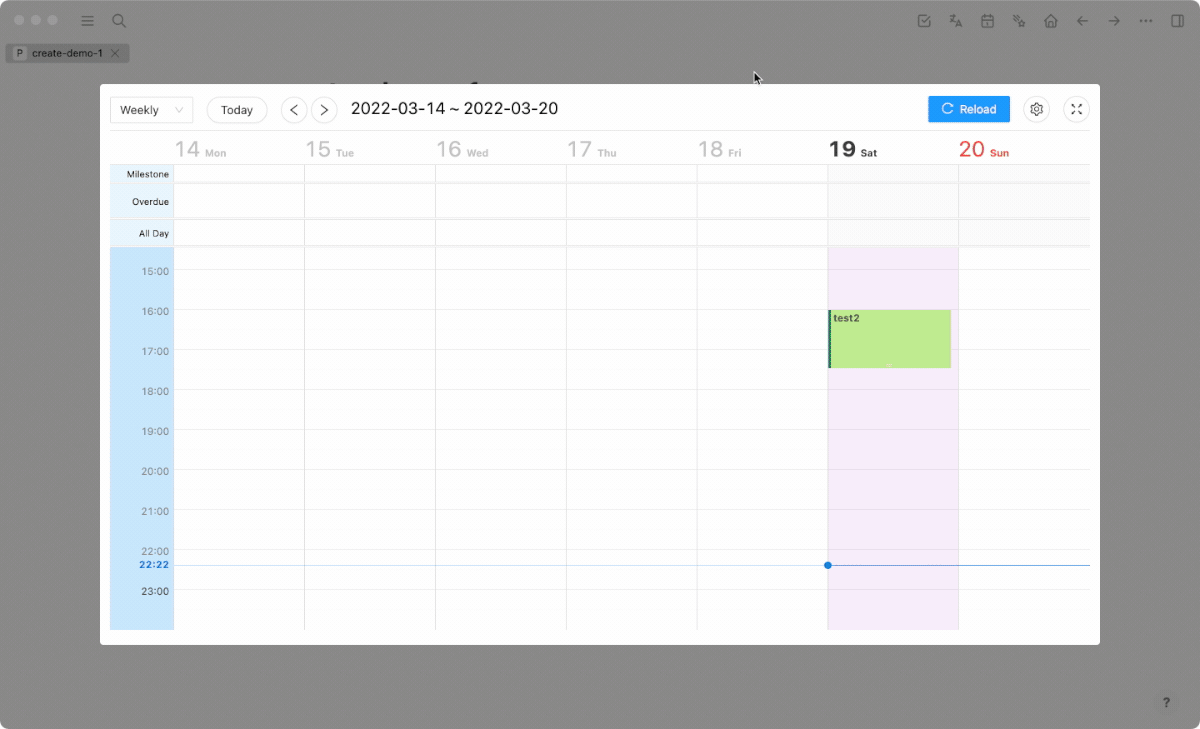 P create-demo-1
Weekly Today 2022-03-14 ~ 2022-03-20 Reload
14 Mon 15 Tue 16 Wed 17 Thu 18 Fri 19 Sat 20 Sun
Milestone
Overdue
All Day
15:00
16:00
test2
17:00
18:00
19:00
20:00
21:00
22:00
22:22
23:00
?